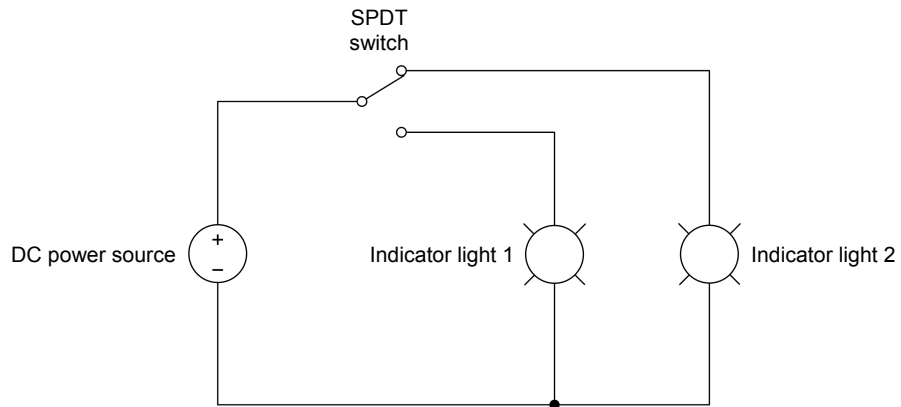 SPDT
switch
DC power source
+
−
Indicator light 1
Indicator light 2